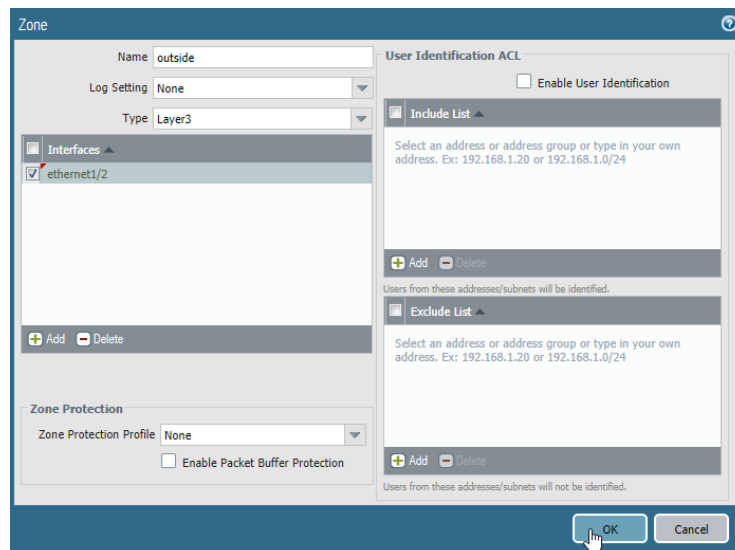 Zone
Name outside
Log Setting None
Type Layer3
Interfaces
ethernet1/2
Add Delete
Zone Protection
Zone Protection Profile None
Enable Packet Buffer Protection
User Identification ACL
Enable User Identification
Include List
Select an address or address group or type in your own
address. Ex: 192.168.1.20 or 192.168.1.0/24
Add Delete
Users from these addresses/subnets will be identified.
Exclude List
Select an address or address group or type in your own
address. Ex: 192.168.1.20 or 192.168.1.0/24
Add Delete
Users from these addresses/subnets will not be identified.
OK Cancel